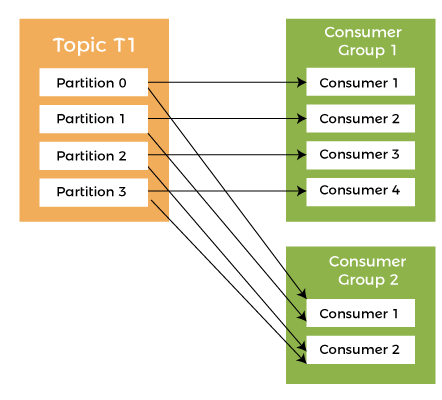 Topic T1
Partition 0
Partition 1
Partition 2
Partition 3
Consumer
Group 1
Consumer 1
Consumer 2
Consumer 3
Consumer 4
Consumer
Group 2
Consumer 1
Consumer 2